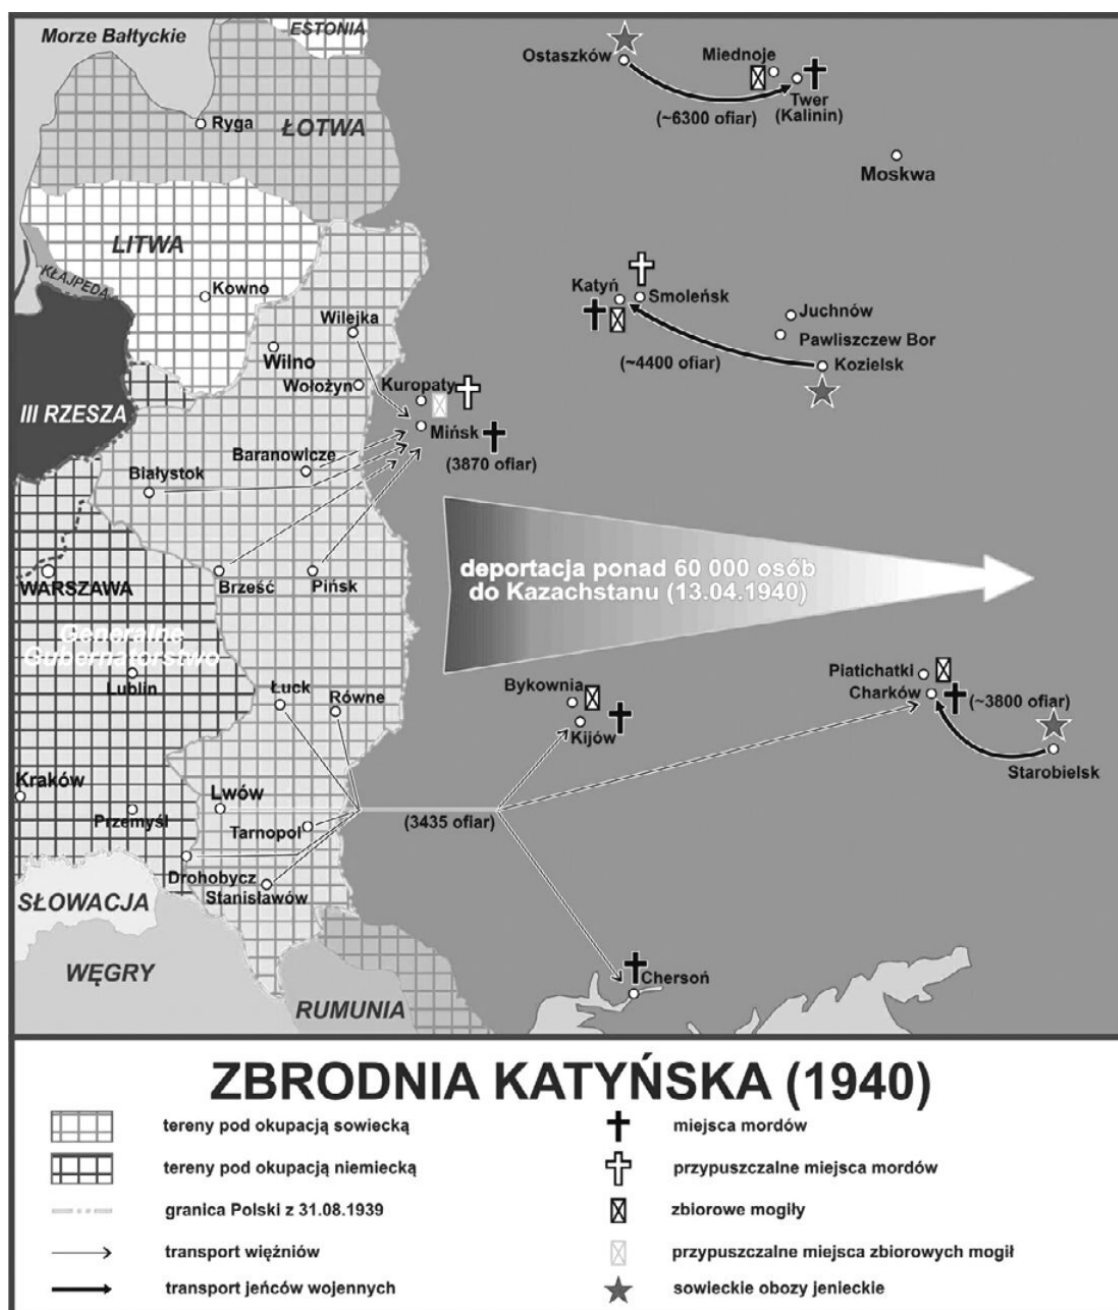 Morze Bałtyckie
ESTONIA
Ostaszków
Miednoje
Twer
(Kalinin)
(~6300 ofiar)
Ryga
ŁOTWA
Moskwa
LITWA
KŁAJPEDA
Kowno
Katyń
Smoleńsk
Juchnów
Pawliszczew Bor
(~4400 ofiar)
Kozielsk
Wilejka
Wilno
Wołożyn
Kuropaty
III RZESZA
Mińsk
(3870 ofiar)
Baranowicze
Białystok
WARSZAWA
Brześć
Pińsk
deportacja ponad 60 000 osób
do Kazachstanu (13.04.1940)
Generalne
Gubernatorstwo
Lublin
Łuck
Równe
Bykownia
Kijów
Piatichatki
Charków
(~3800 ofiar)
Starobielsk
Kraków
Przemyśl
Lwów
Tarnopol
(3435 ofiar)
Drohobycz
Stanisławów
SŁOWACJA
WĘGRY
RUMUNIA
Chersoń
ZBRODNIA KATYŃSKA (1940)
tereny pod okupacją sowiecką
tereny pod okupacją niemiecką
granica Polski z 31.08.1939
transport więźniów
transport jeńców wojennych
miejsca mordów
przypuszczalne miejsca mordów
zbiorowe mogiły
przypuszczalne miejsca zbiorowych mogił
sowieckie obozy jenieckie